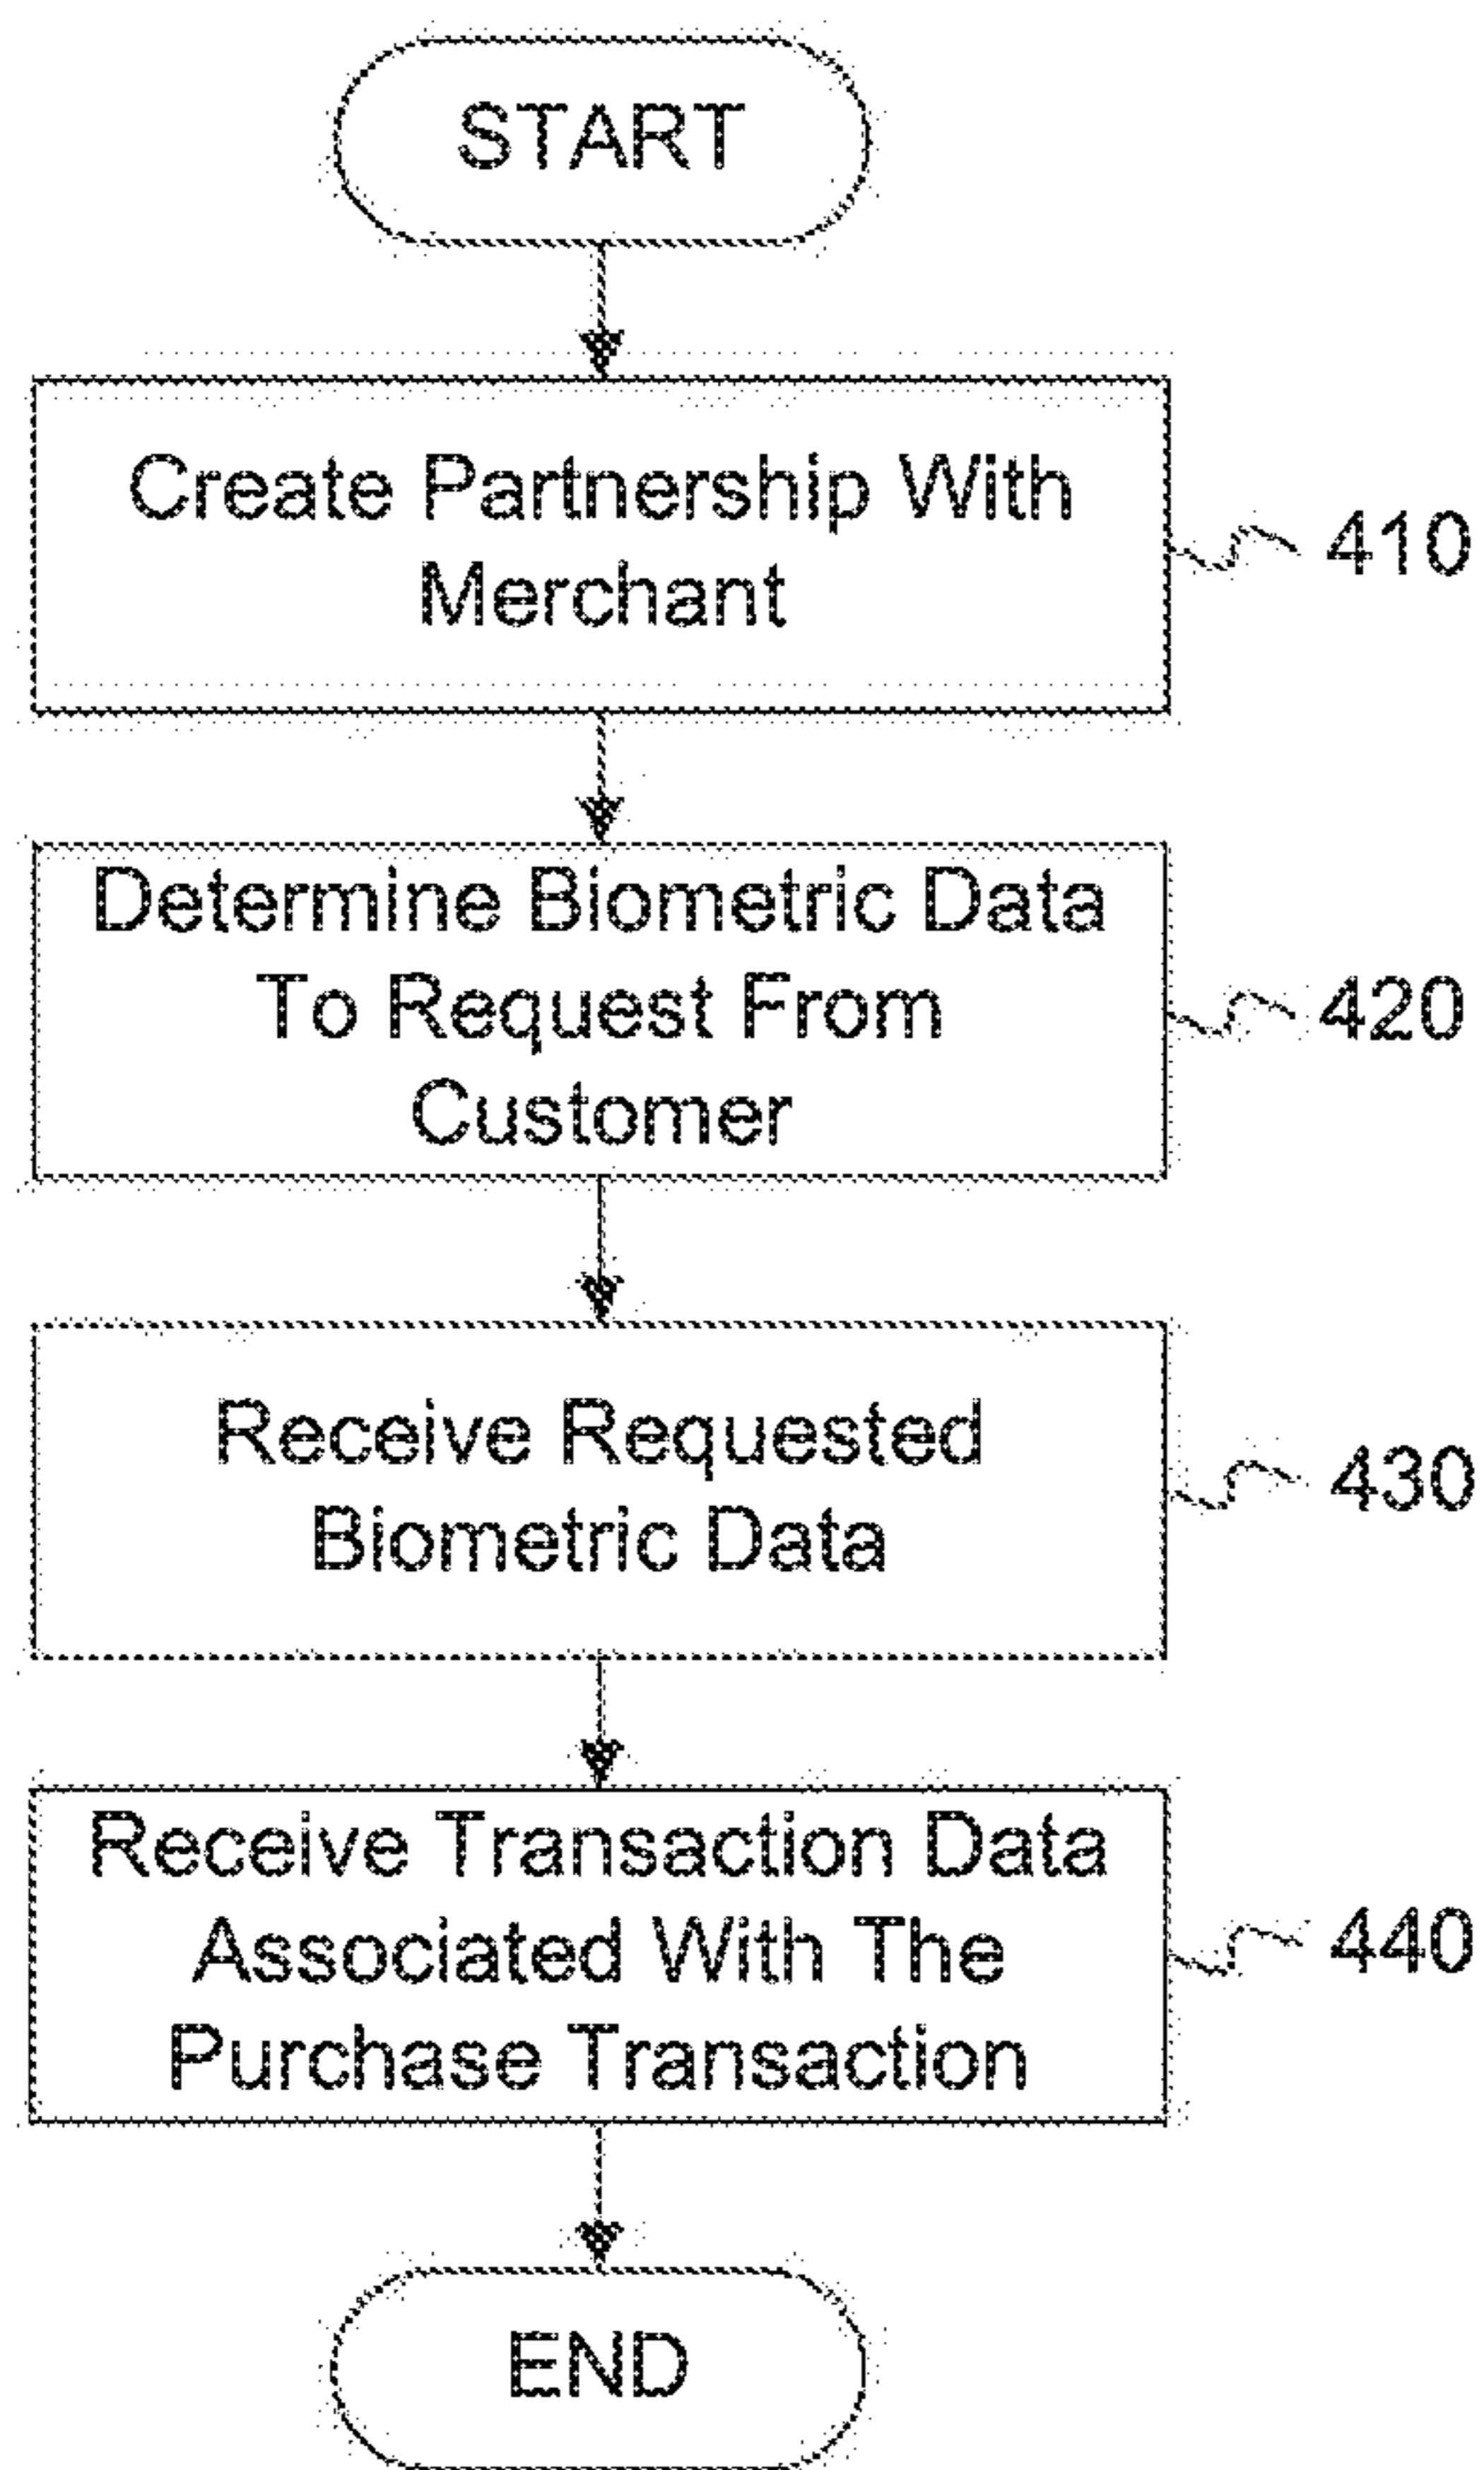 START
Create Partnership With
Merchant
410
Determine Biometric Data
To Request From
Customer
420
Receive Requested
Biometric Data
430
Receive Transaction Data
Associated With The
Purchase Transaction
440
END